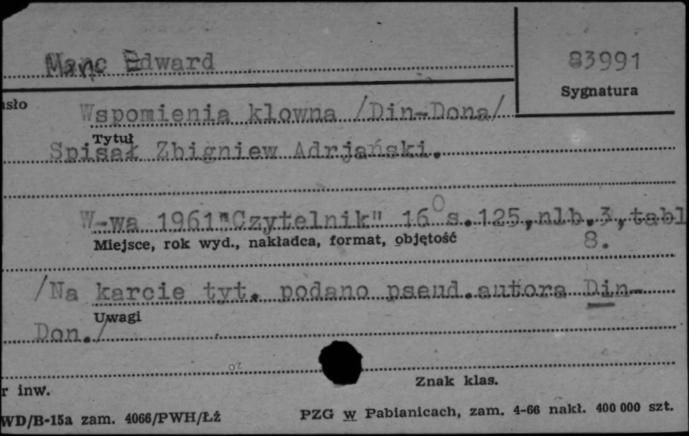 Manc Edward
83991
Sygnatura
asło
Wspomienia klowna /Din-Dona/
Tytuł
Spisał Zbigniew Adrjański.
W-wa 1961 "Czytelnik" 16° s.125, nlb.3, tabl
8.
Miejsce, rok wyd., nakładca, format, objętość
/Na karcie tyt. podano pseud.autora Din-
Uwagi
Don./
r inw.
Znak klas.
WD/B-15a zam. 4066/PWH/Łż
PZG w Pabianicach, zam. 4-66 nakł. 400 000 szt.